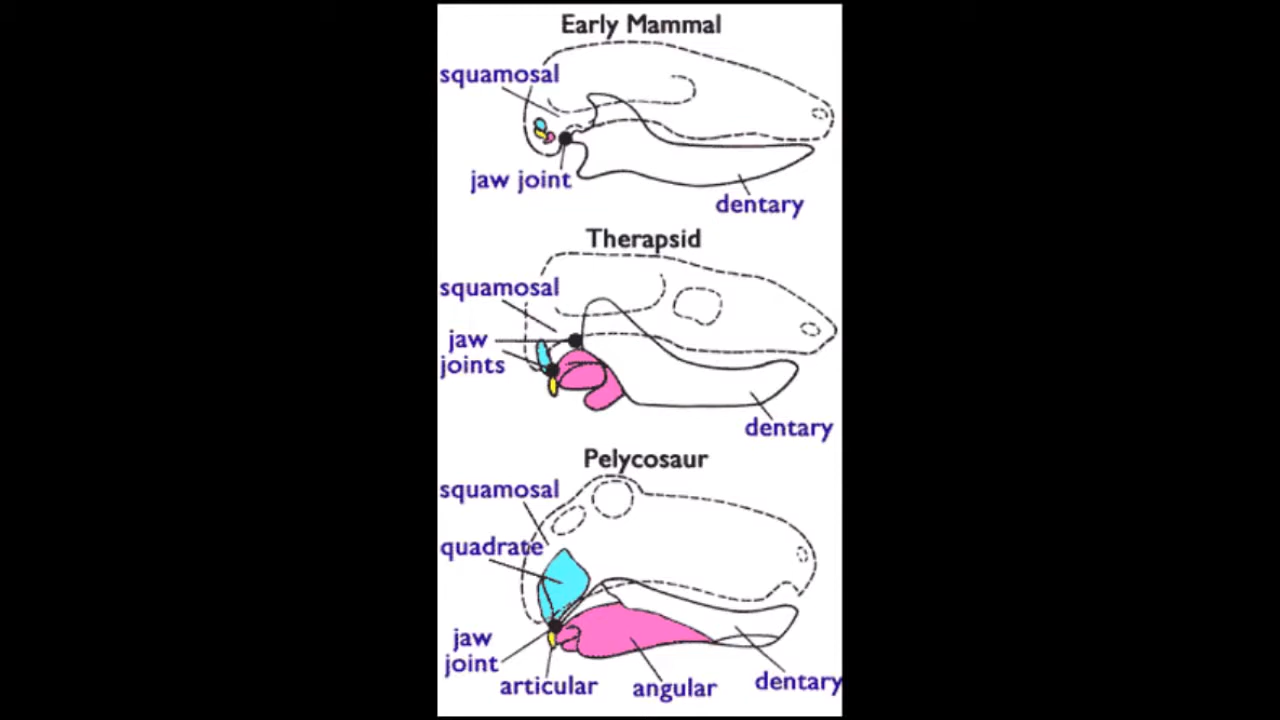 Early Mammal
squamosal
jaw joint
dentary
Therapsid
squamosal
jaw
joints
dentary
Pelycosaur
squamosal
quadrate
jaw
joint
articular
angular
dentary